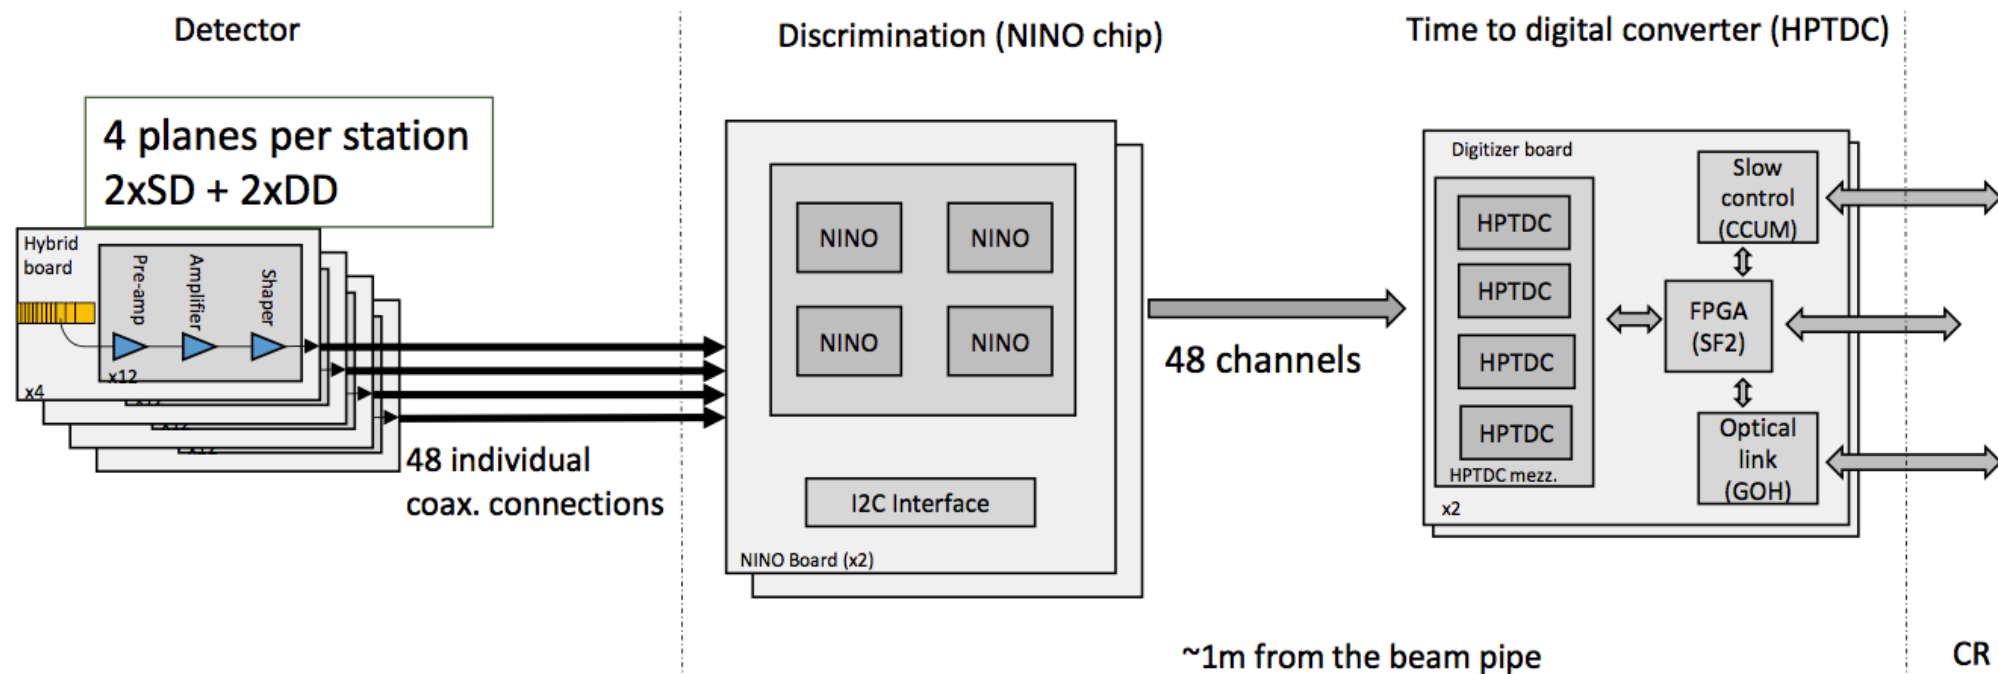 Detector
Discrimination (NINO chip)
Time to digital converter (HPTDC)
4 planes per station
2xSD + 2xDD
Hybrid
board
Pre-amp
Amplifier
Shaper
x12
x4
x12
48 individual
coax. connections
NINO
NINO
NINO
NINO
I2C Interface
NINO Board (x2)
48 channels
Digitizer board
HPTDC
HPTDC
HPTDC
HPTDC
HPTDC mezz.
x2
Slow
control
(CCUM)
FPGA
(SF2)
Optical
link
(GOH)
~1m from the beam pipe
CR